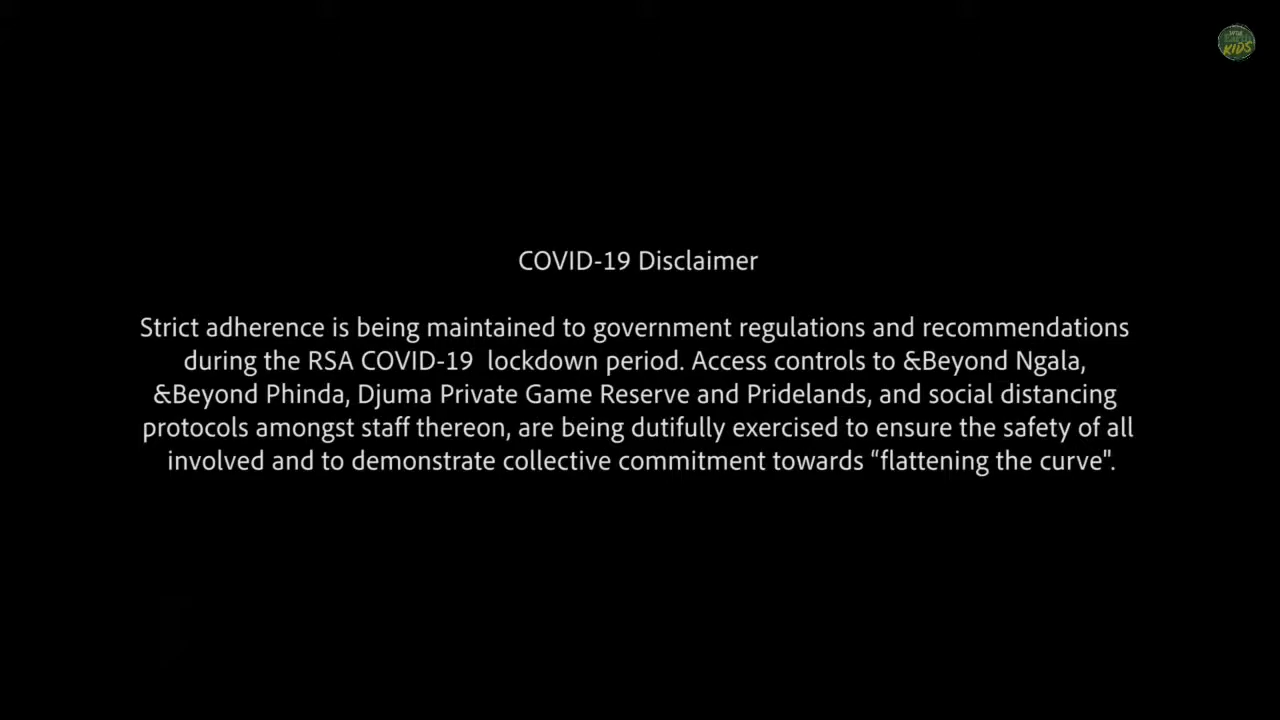 KIDS
COVID-19 Disclaimer
Strict adherence is being maintained to government regulations and recommendations
during the RSA COVID-19 lockdown period. Access controls to &Beyond Ngala,
&Beyond Phinda, Djuma Private Game Reserve and Pridelands, and social distancing
protocols amongst staff thereon, are being dutifully exercised to ensure the safety of all
involved and to demonstrate collective commitment towards “flattening the curve".